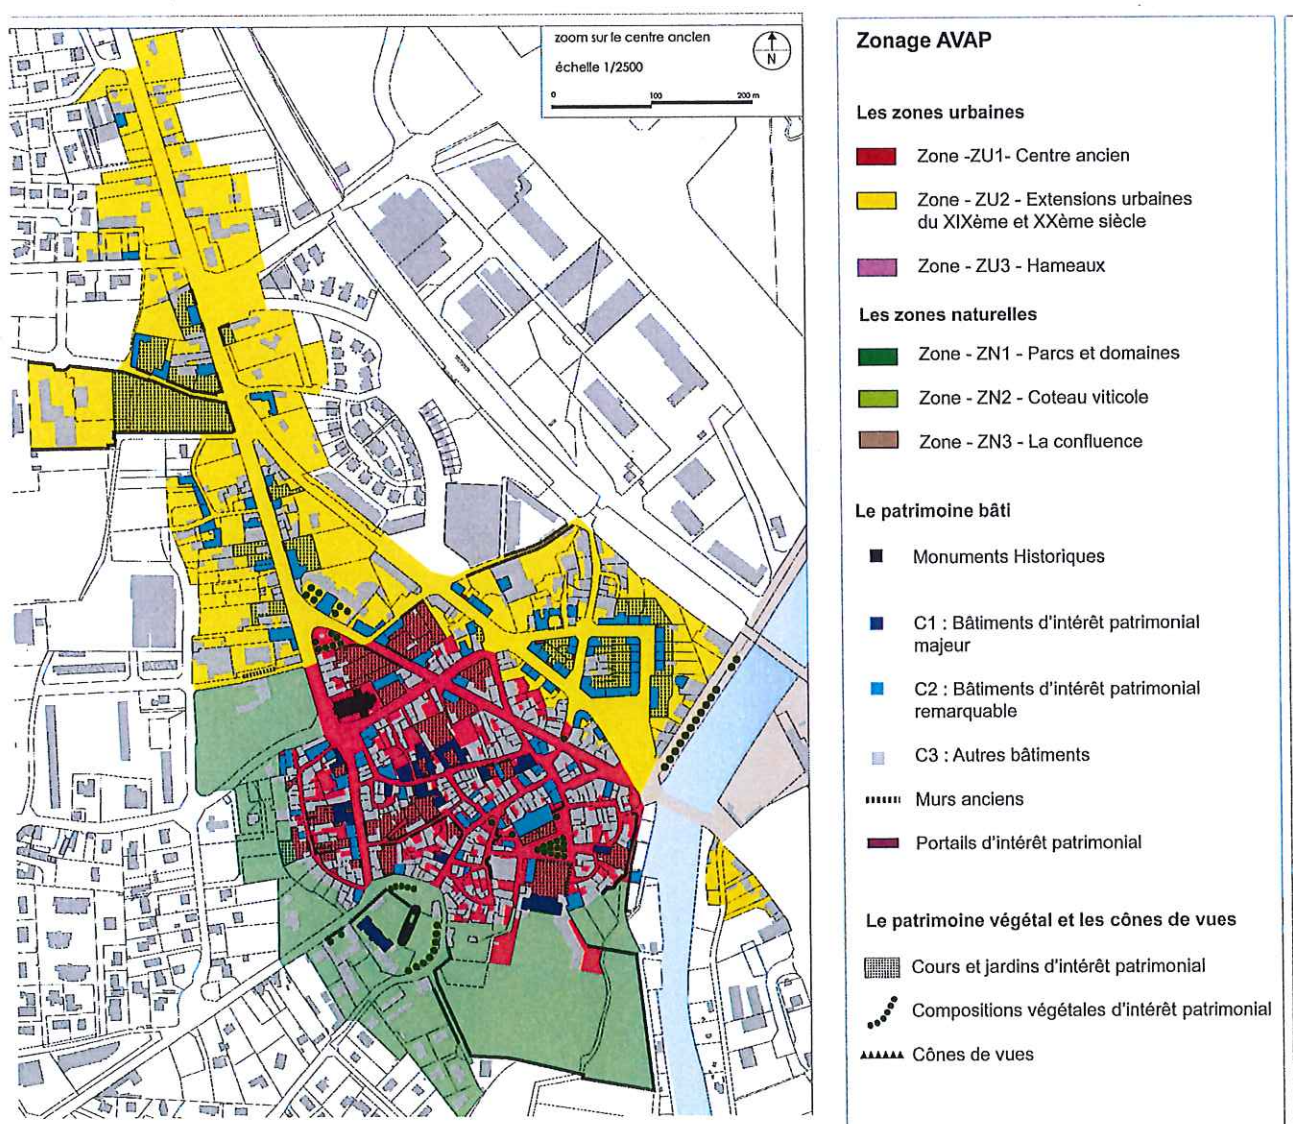 zoom sur le centre ancien
échelle 1/2500
N
0 100 200 m
Zonage AVAP
Les zones urbaines
Zone -ZU1- Centre ancien
Zone - ZU2 - Extensions urbaines
du XIXème et XXème siècle
Zone - ZU3 - Hameaux
Les zones naturelles
Zone - ZN1 - Parcs et domaines
Zone - ZN2 - Coteau viticole
Zone - ZN3 - La confluence
Le patrimoine bâti
Monuments Historiques
C1 : Bâtiments d'intérêt patrimonial
majeur
C2 : Bâtiments d'intérêt patrimonial
remarquable
C3 : Autres bâtiments
Murs anciens
Portails d'intérêt patrimonial
Le patrimoine végétal et les cônes de vues
Cours et jardins d'intérêt patrimonial
Compositions végétales d'intérêt patrimonial
Cônes de vues